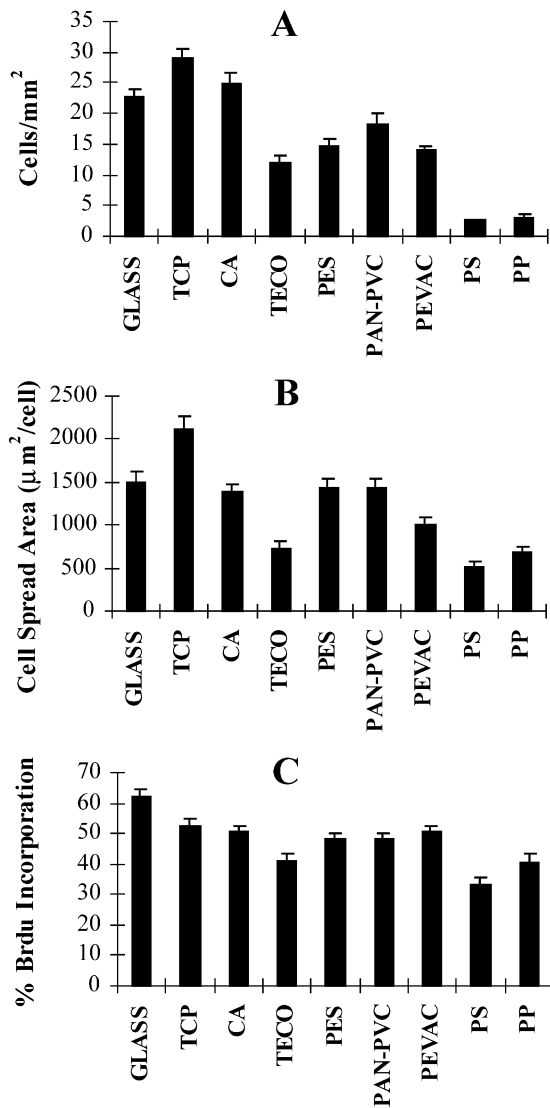 A
Cells/mm²
35
30
25
20
15
10
5
0
GLASS
TCP
CA
TECO
PES
PAN-PVC
PEVAC
PS
PP
B
Cell Spread Area (μm²/cell)
2500
2000
1500
1000
500
0
GLASS
TCP
CA
TECO
PES
PAN-PVC
PEVAC
PS
PP
C
% Brdu Incorporation
70
60
50
40
30
20
10
0
GLASS
TCP
CA
TECO
PES
PAN-PVC
PEVAC
PS
PP